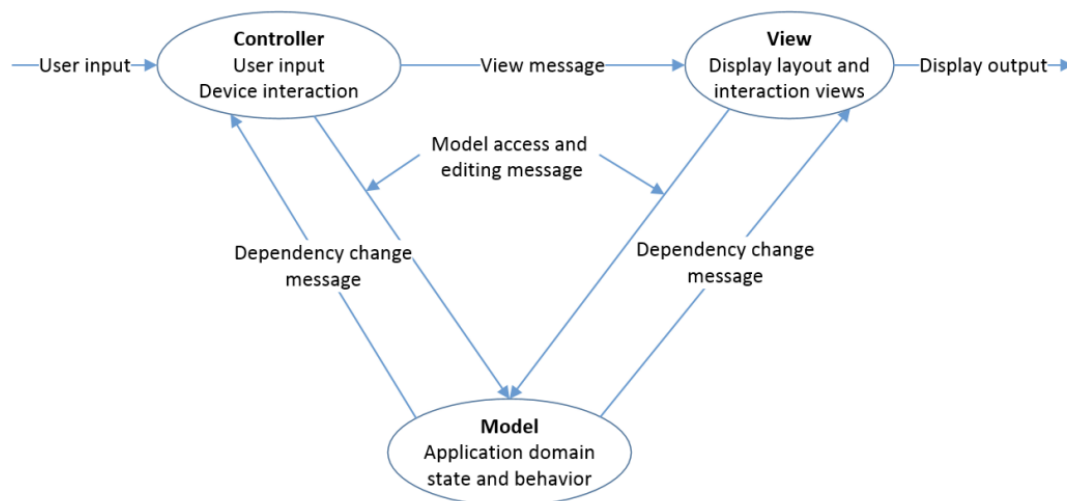 Controller
User input
Device interaction
View
Display layout and
interaction views
User input
View message
Display output
Model access and
editing message
Dependency change
message
Dependency change
message
Model
Application domain
state and behavior